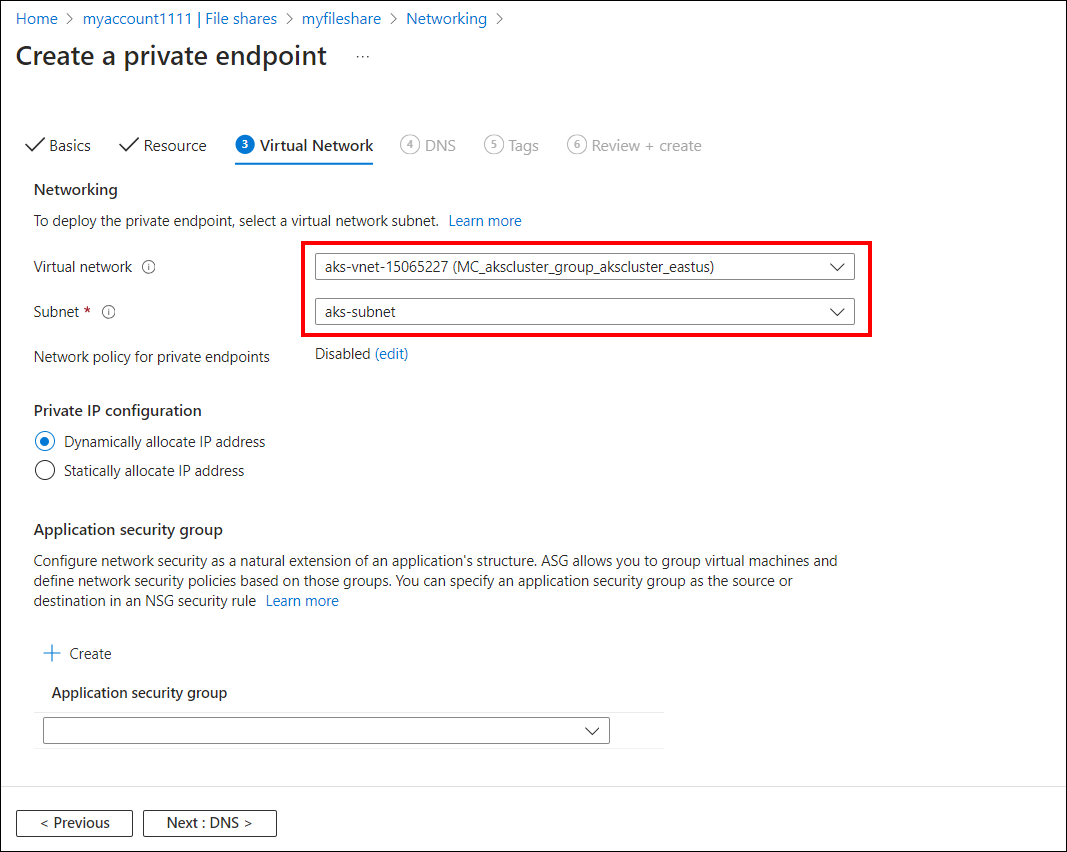 Home > myaccount1111 | File shares > myfileshare > Networking >
Create a private endpoint ...
Basics Resource 3 Virtual Network 4 DNS 5 Tags 6 Review + create
Networking
To deploy the private endpoint, select a virtual network subnet. Learn more
Virtual network aks-vnet-15065227 (MC_akscluster_group_akscluster_eastus)
Subnet * aks-subnet
Network policy for private endpoints Disabled (edit)
Private IP configuration
Dynamically allocate IP address
Statically allocate IP address
Application security group
Configure network security as a natural extension of an application's structure. ASG allows you to group virtual machines and
define network security policies based on those groups. You can specify an application security group as the source or
destination in an NSG security rule Learn more
+ Create
Application security group
< Previous Next : DNS >